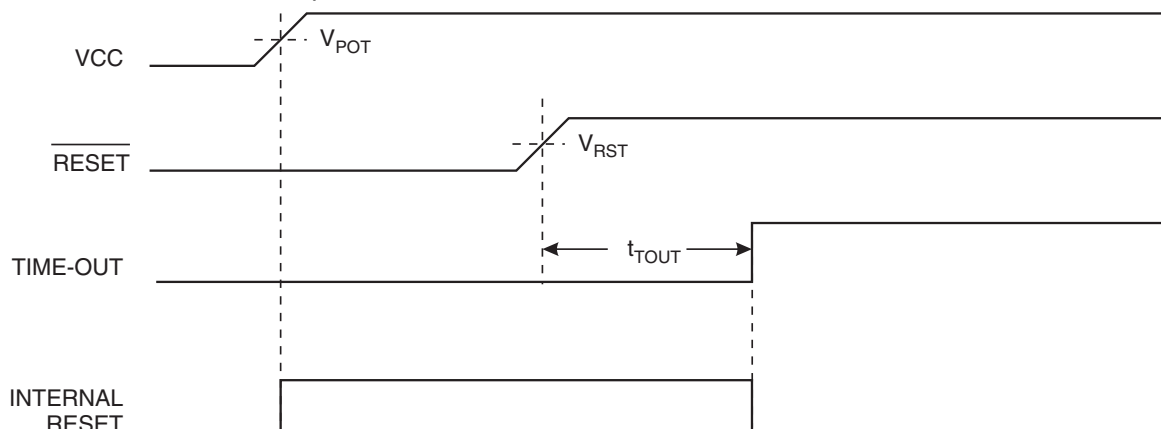 VCC
V_POT
RESET
V_RST
TIME-OUT
t_TOUT
INTERNAL
RESET